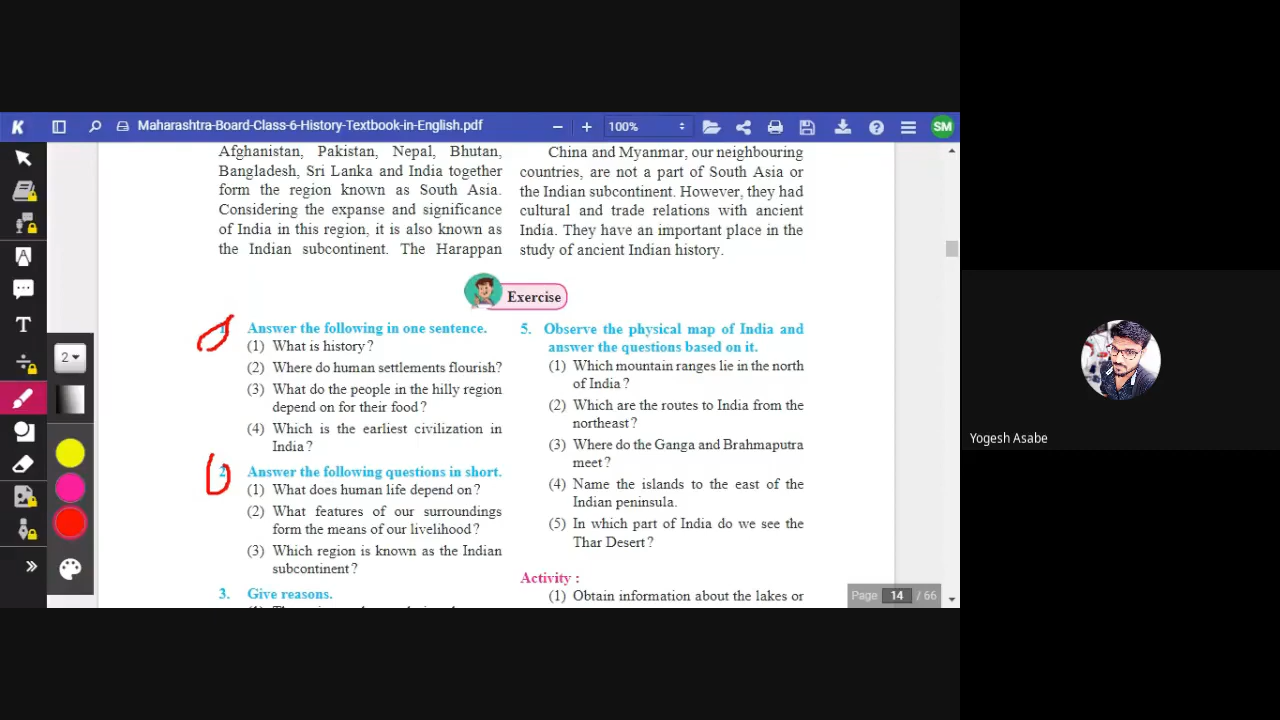 K
Maharashtra-Board-Class-6-History-Textbook-in-English.pdf
100%
SM
Afghanistan, Pakistan, Nepal, Bhutan,
Bangladesh, Sri Lanka and India together
form the region known as South Asia.
Considering the expanse and significance
of India in this region, it is also known as
the Indian subcontinent. The Harappan
China and Myanmar, our neighbouring
countries, are not a part of South Asia or
the Indian subcontinent. However, they had
cultural and trade relations with ancient
India. They have an important place in the
study of ancient Indian history.
Exercise
Answer the following in one sentence.
(1) What is history?
(2) Where do human settlements flourish?
(3) What do the people in the hilly region
depend on for their food?
(4) Which is the earliest civilization in
India?
2 Answer the following questions in short.
(1) What does human life depend on?
(2) What features of our surroundings
form the means of our livelihood?
(3) Which region is known as the Indian
subcontinent?
3. Give reasons.
5. Observe the physical map of India and
answer the questions based on it.
(1) Which mountain ranges lie in the north
of India ?
(2) Which are the routes to India from the
northeast?
(3) Where do the Ganga and Brahmaputra
meet?
(4) Name the islands to the east of the
Indian peninsula.
(5) In which part of India do we see the
Thar Desert?
Activity :
(1) Obtain information about the lakes or
2
T
Page 14 / 66
Yogesh Asabe